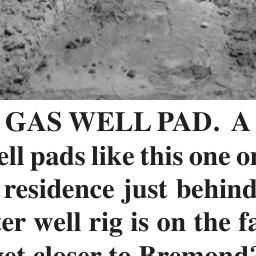 GAS WELL PAD. A
ell pads like this one or
residence just behind
ter well rig is on the fa
get closer to Bremond?